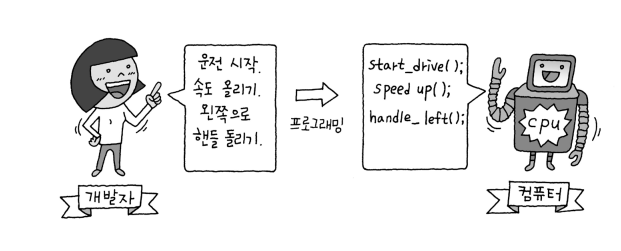 운전 시작.
속도 올리기.
왼쪽으로
핸들 돌리기.
프로그래밍
start_drive();
speed up();
handle_left();
cpu
개발자
컴퓨터